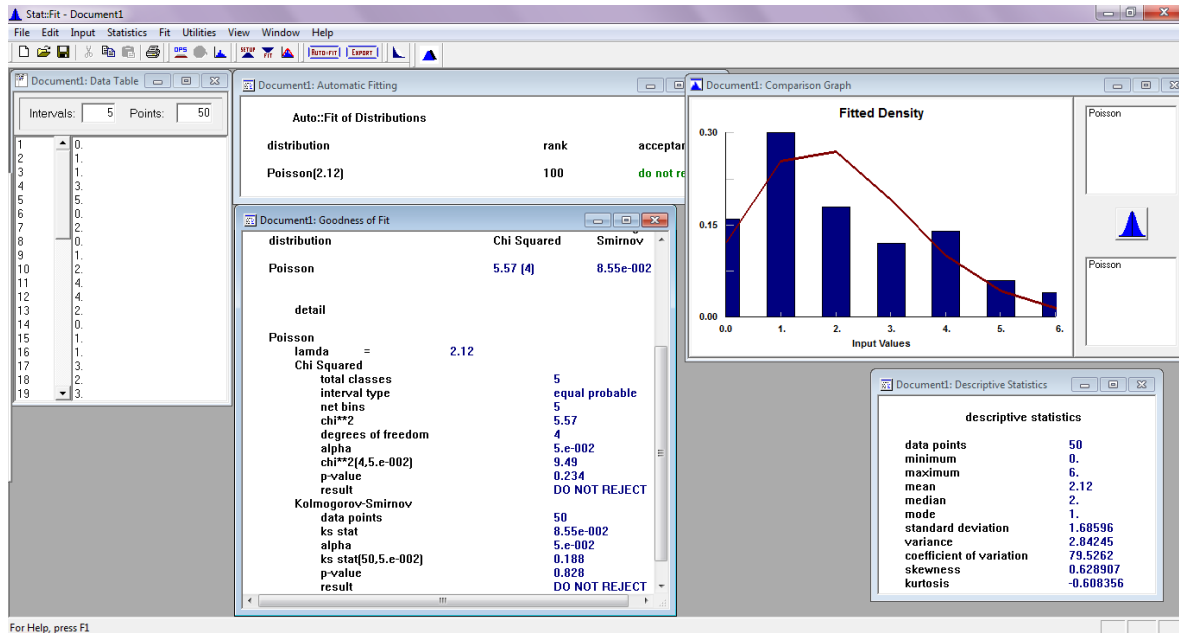 Stat::Fit - Document1
File Edit Input Statistics Fit Utilities View Window Help
DPS SETUP FIT AUTO-FIT EXPORT
Document1: Data Table
Intervals: 5 Points: 50
1 0.
2 1.
3 1.
4 3.
5 5.
6 0.
7 2.
8 0.
9 1.
10 2.
11 4.
12 4.
13 2.
14 0.
15 1.
16 1.
17 3.
18 2.
19 3.
Document1: Automatic Fitting
Auto::Fit of Distributions
distribution rank acceptan
Poisson(2.12) 100 do not re
Document1: Goodness of Fit
distribution Chi Squared Smirnov
Poisson 5.57 (4) 8.55e-002
detail
Poisson
lamda = 2.12
Chi Squared
total classes 5
interval type equal probable
net bins 5
chi**2 5.57
degrees of freedom 4
alpha 5.e-002
chi**2(4,5.e-002) 9.49
p-value 0.234
result DO NOT REJECT
Kolmogorov-Smirnov
data points 50
ks stat 8.55e-002
alpha 5.e-002
ks stat(50,5.e-002) 0.188
p-value 0.828
result DO NOT REJECT
Document1: Comparison Graph
Fitted Density
0.30
0.15
0.00
0.0 1. 2. 3. 4. 5. 6.
Input Values
Poisson
Poisson
Document1: Descriptive Statistics
descriptive statistics
data points 50
minimum 0.
maximum 6.
mean 2.12
median 2.
mode 1.
standard deviation 1.68596
variance 2.84245
coefficient of variation 79.5262
skewness 0.628907
kurtosis -0.608356
For Help, press F1